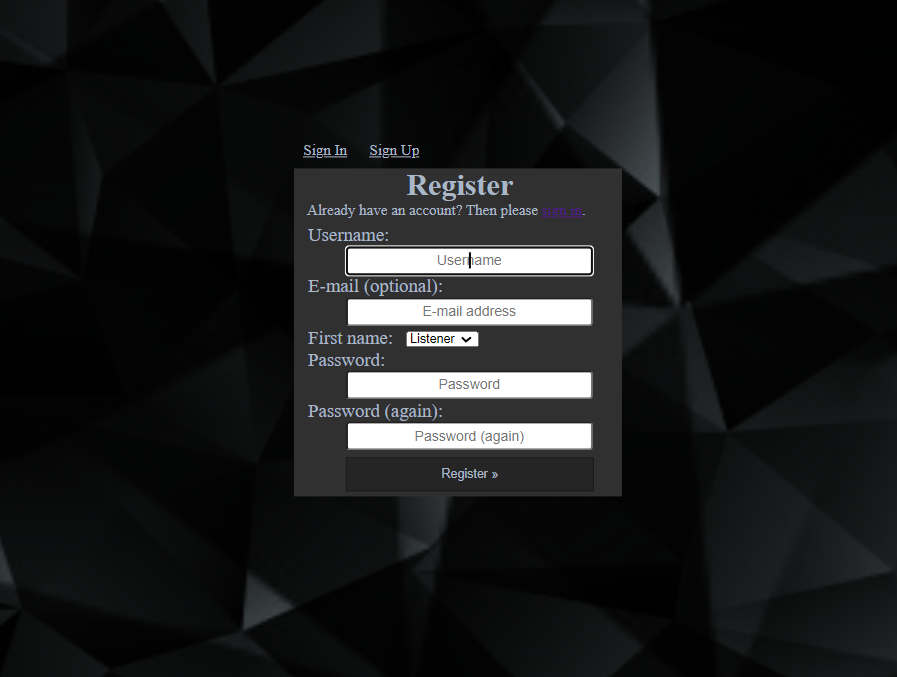 Sign In Sign Up
Register
Already have an account? Then please sign in.
Username:
Username
E-mail (optional):
E-mail address
First name: Listener
Password:
Password
Password (again):
Password (again)
Register »